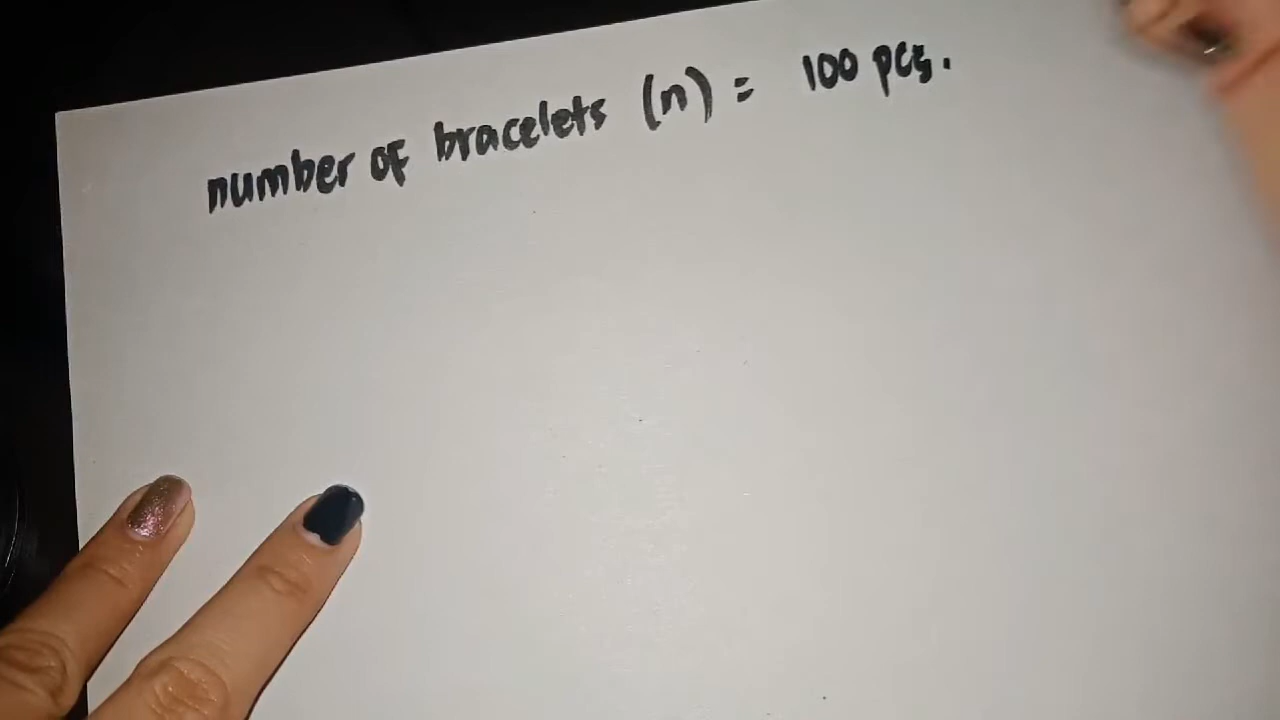 number of bracelets (n) = 100 pcs.